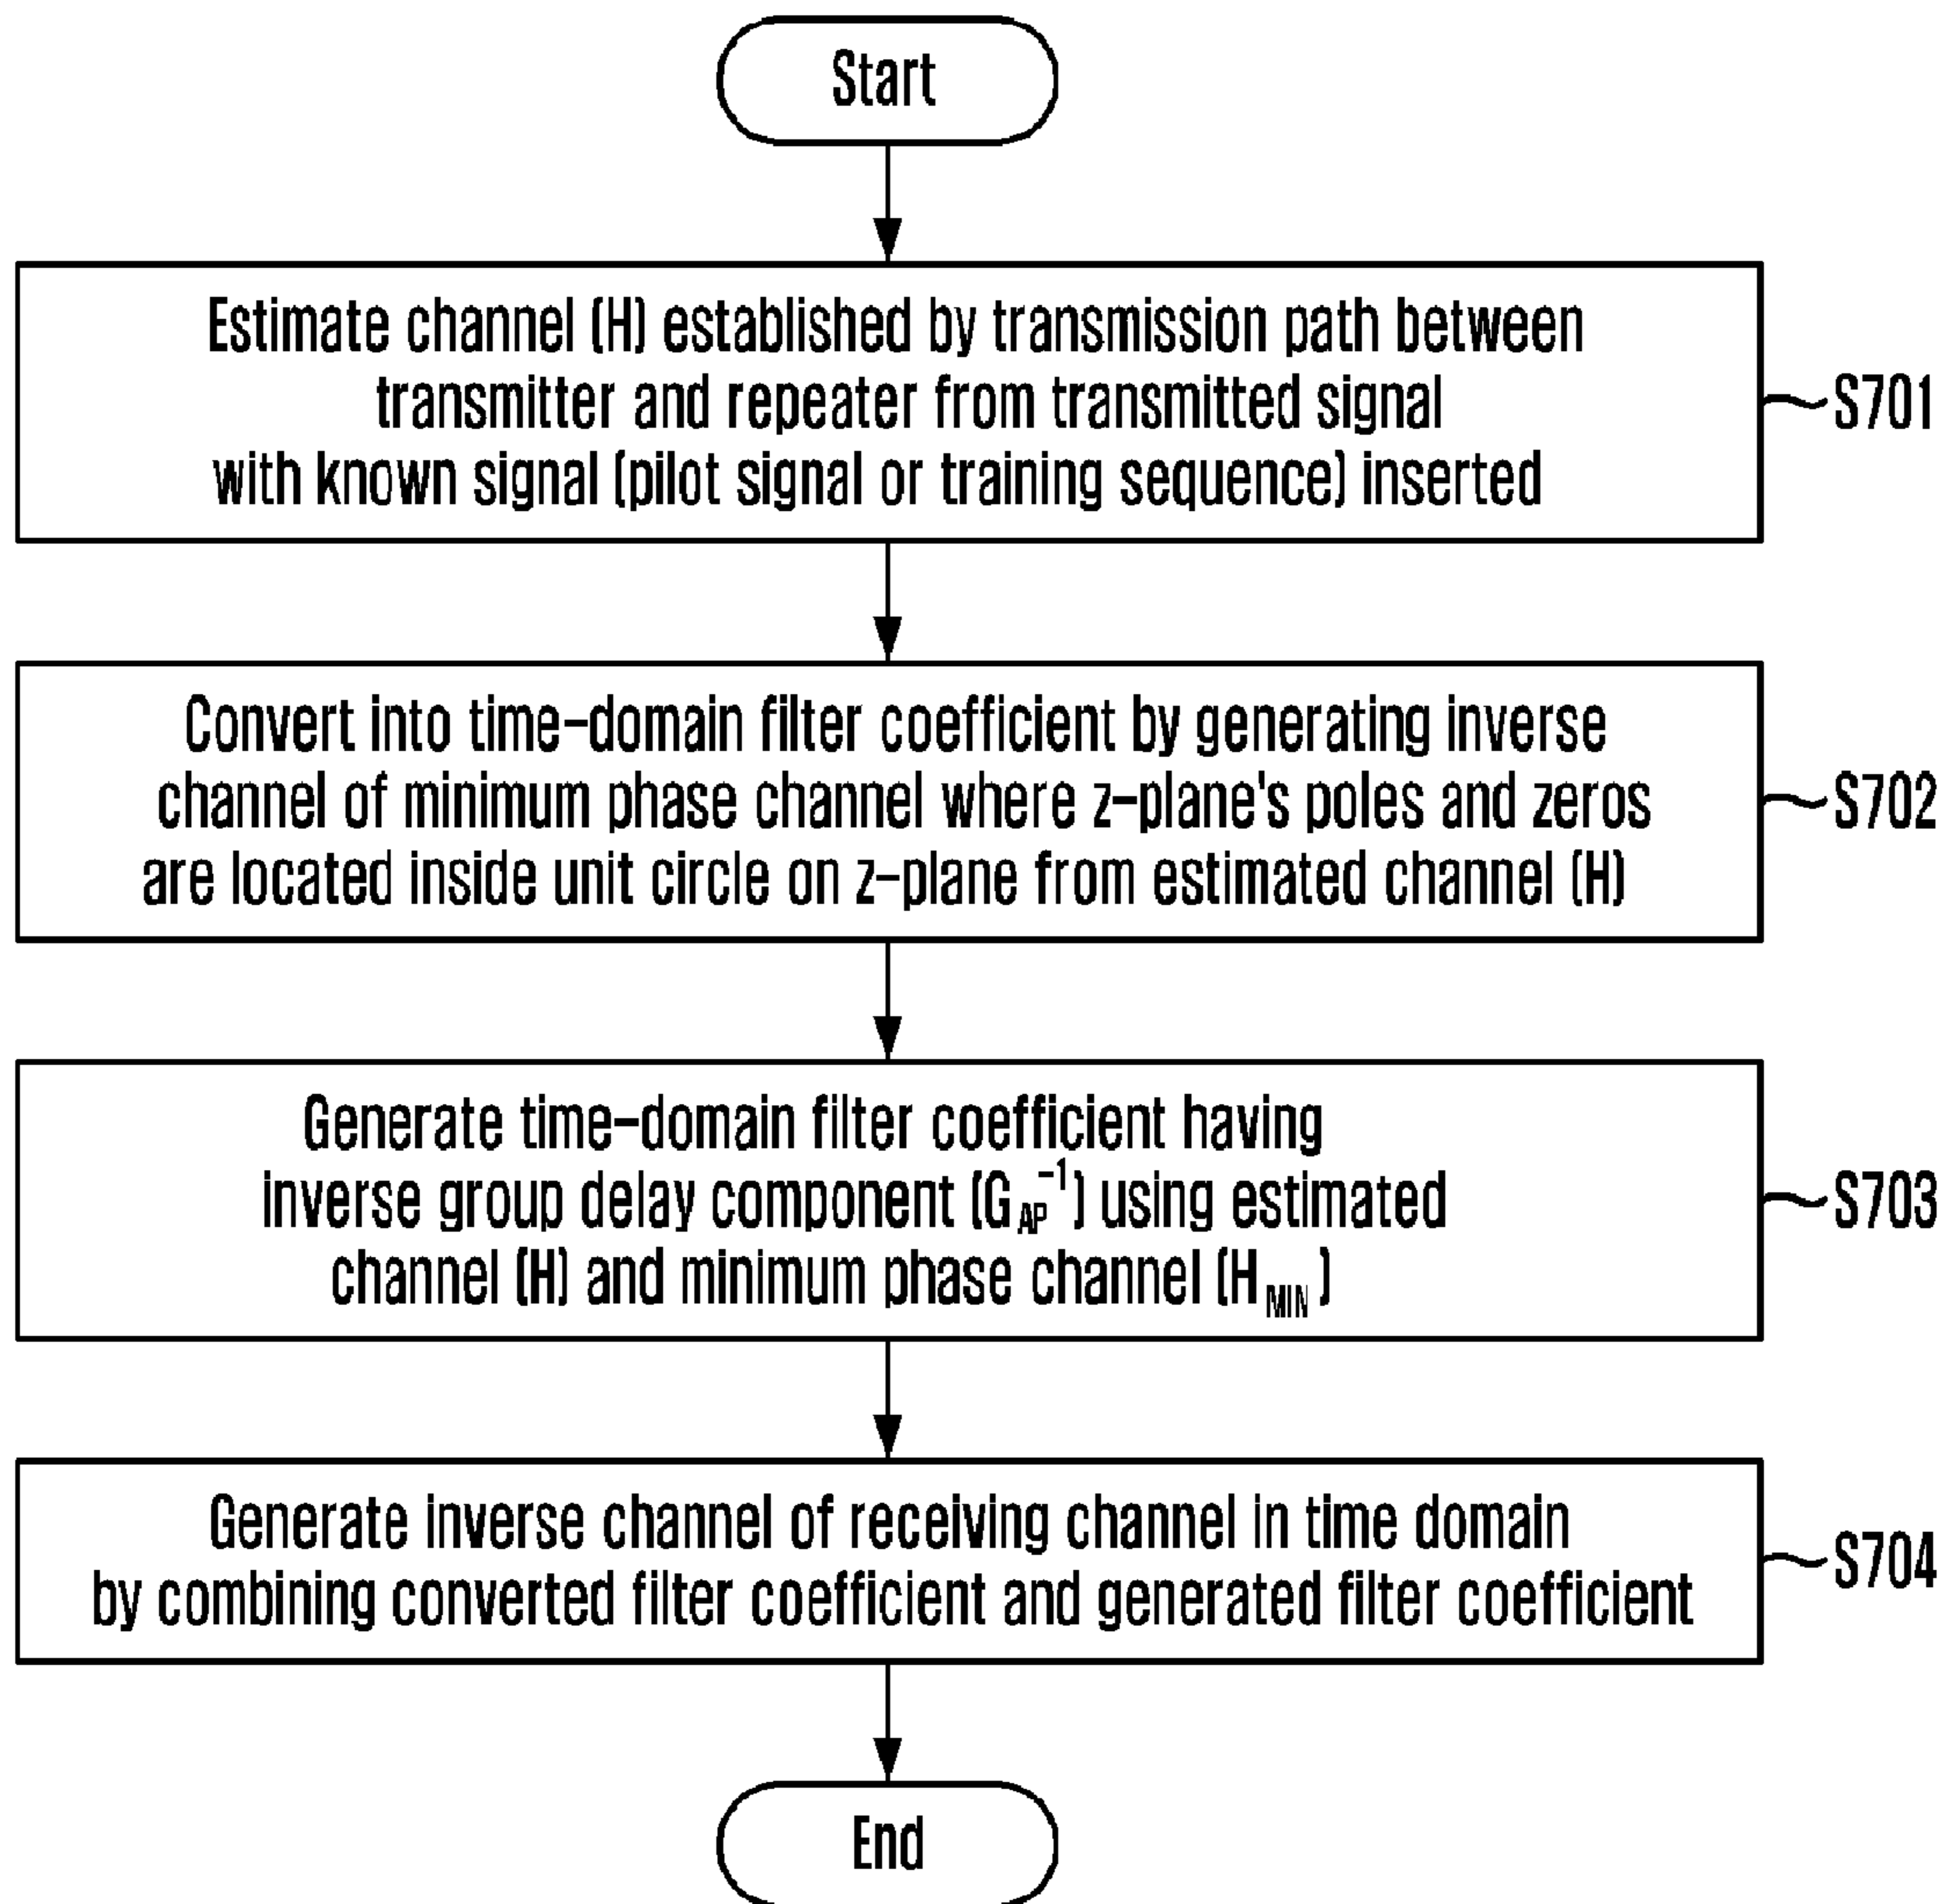 Start
Estimate channel (H) established by transmission path between
transmitter and repeater from transmitted signal
with known signal (pilot signal or training sequence) inserted
S701
Convert into time-domain filter coefficient by generating inverse
channel of minimum phase channel where z-plane's poles and zeros
are located inside unit circle on z-plane from estimated channel (H)
S702
Generate time-domain filter coefficient having
inverse group delay component (G_AP^-1) using estimated
channel (H) and minimum phase channel (H_MIN)
S703
Generate inverse channel of receiving channel in time domain
by combining converted filter coefficient and generated filter coefficient
S704
End